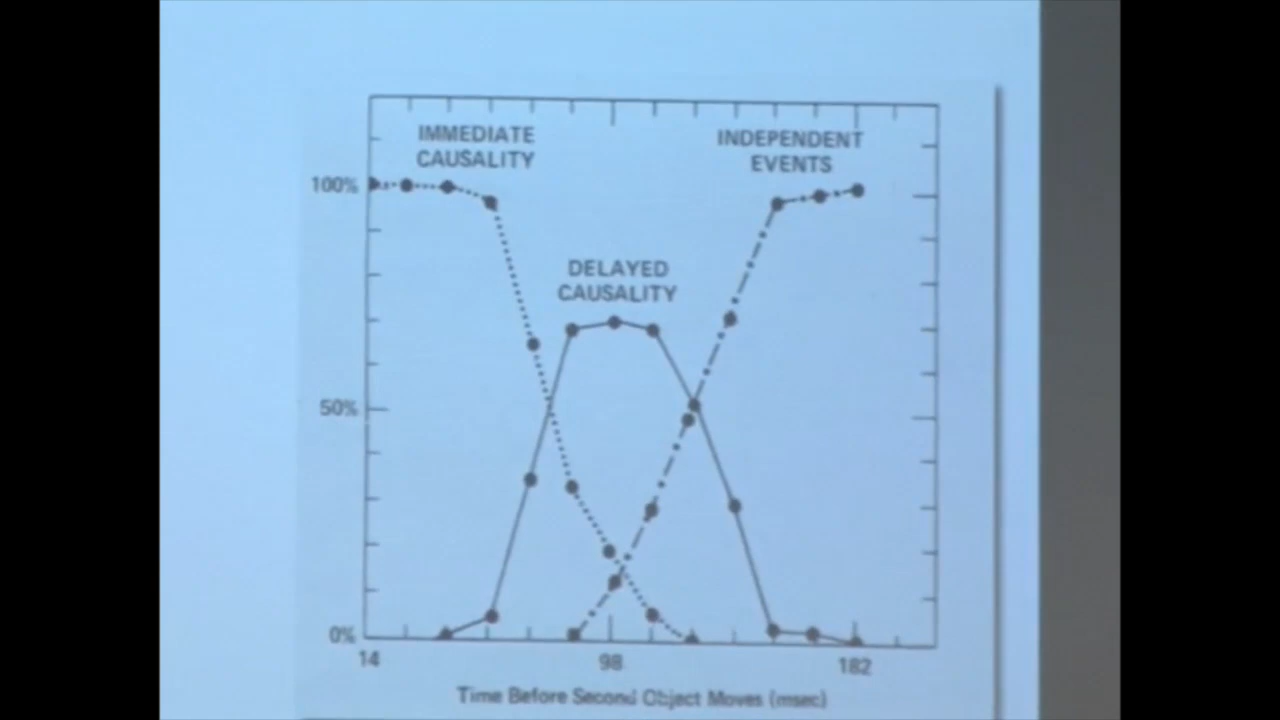 IMMEDIATE
CAUSALITY
INDEPENDENT
EVENTS
100%
DELAYED
CAUSALITY
50%
0%
14
98
182
Time Before Second Object Moves (msec)